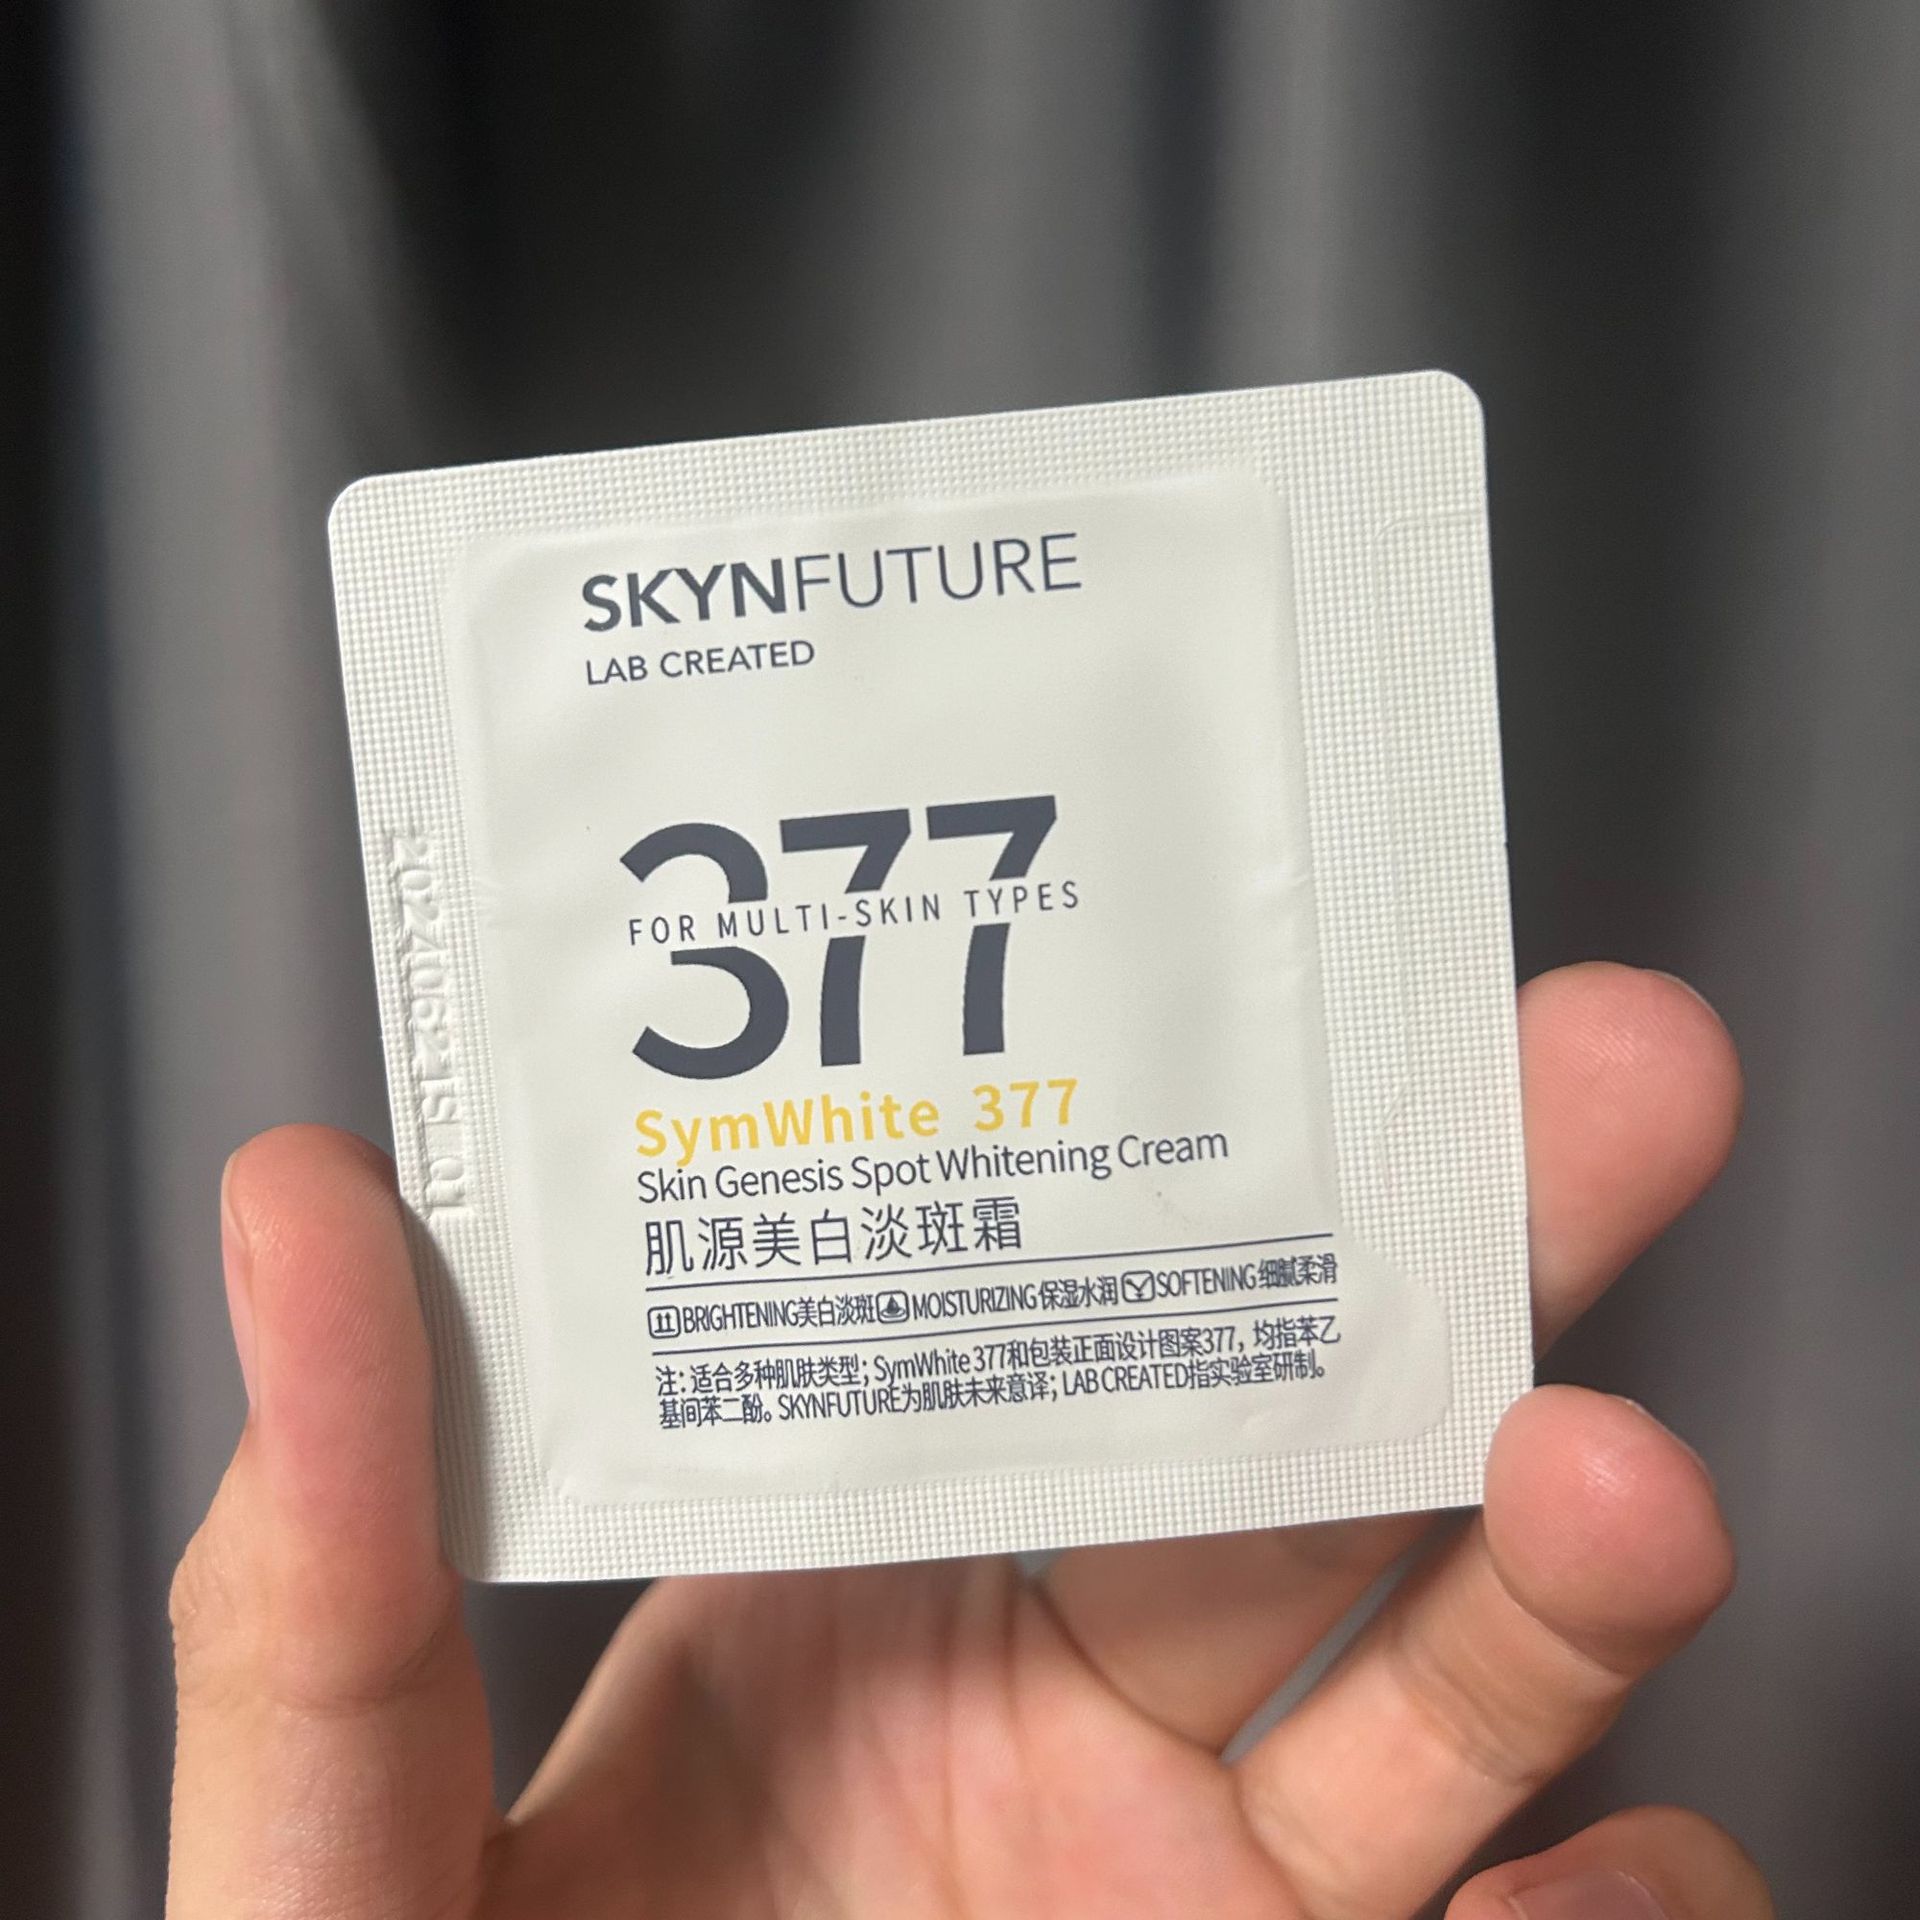 SKYNFUTURE
LAB CREATED
377
FOR MULTI-SKIN TYPES
SymWhite 377
Skin Genesis Spot Whitening Cream
肌源美白淡斑霜
BRIGHTENING美白淡斑 MOISTURIZING保湿水润 SOFTENING细腻柔滑
注：适合多种肌肤类型；SymWhite 377和包装正面设计图案377，均指苯乙
基间苯二酚。SKYNFUTURE为肌肤未来意译；LAB CREATED指实验室研制。